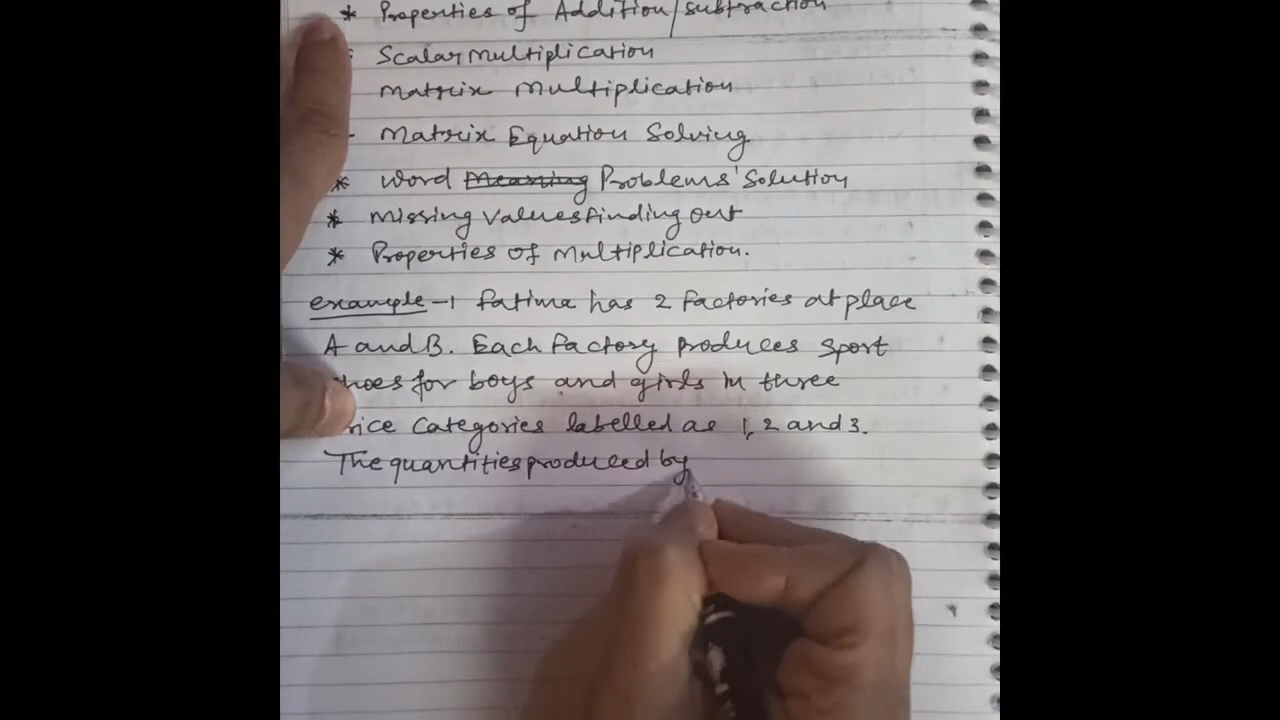 * Properties of Addition/subtraction
Scalar multiplication
Matrix Multiplication
- Matrix Equation Solving
* Word Meaning Problems' Solution
* Missing Values finding out
* Properties of Multiplication.
example-1 Fatima has 2 factories at place
A and B. Each Factory produces sport
shoes for boys and girls in three
rice Categories labelled as 1, 2 and 3.
The quantities produced by